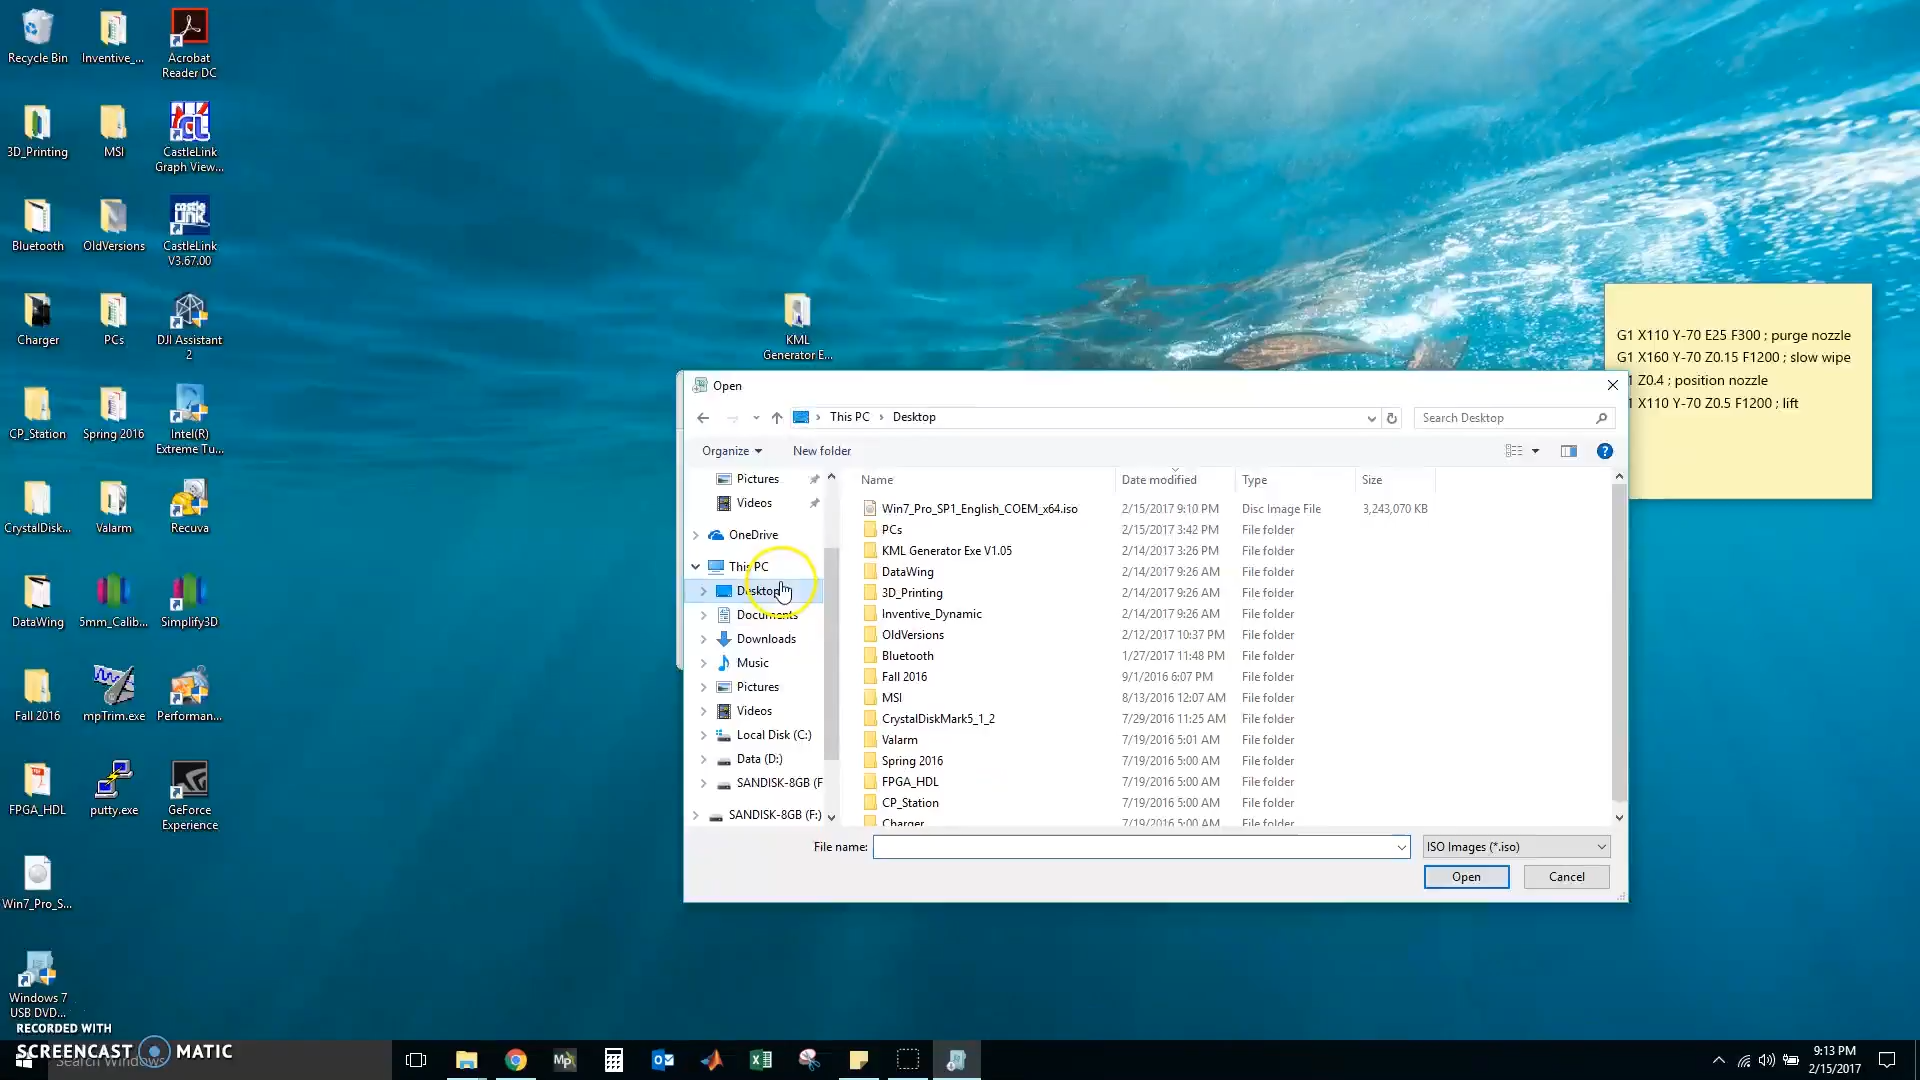 Recycle Bin
Inventive_...
Acrobat
Reader DC
3D_Printing
MSI
CastleLink
Graph View...
Bluetooth
OldVersions
CastleLink
V3.67.00
Charger
PCs
DJI Assistant
2
CP_Station
Spring 2016
Intel(R)
Extreme Tu...
CrystalDisk...
Valarm
Recuva
DataWing
5mm_Calib...
Simplify3D
Fall 2016
mpTrim.exe
Performan...
FPGA_HDL
putty.exe
GeForce
Experience
Win7_Pro_S...
Windows 7
USB DVD...
KML
Generator E...
G1 X110 Y-70 E25 F300 ; purge nozzle
G1 X160 Y-70 Z0.15 F1200 ; slow wipe
1 Z0.4 ; position nozzle
1 X110 Y-70 Z0.5 F1200 ; lift
Open
This PC > Desktop
Search Desktop
Organize
New folder
Pictures
Videos
OneDrive
This PC
Desktop
Documents
Downloads
Music
Pictures
Videos
Local Disk (C:)
Data (D:)
SANDISK-8GB (F
SANDISK-8GB (F:)
Name Date modified Type Size
Win7_Pro_SP1_English_COEM_x64.iso 2/15/2017 9:10 PM Disc Image File 3,243,070 KB
PCs 2/15/2017 3:42 PM File folder
KML Generator Exe V1.05 2/14/2017 3:26 PM File folder
DataWing 2/14/2017 9:26 AM File folder
3D_Printing 2/14/2017 9:26 AM File folder
Inventive_Dynamic 2/14/2017 9:26 AM File folder
OldVersions 2/12/2017 10:37 PM File folder
Bluetooth 1/27/2017 11:48 PM File folder
Fall 2016 9/1/2016 6:07 PM File folder
MSI 8/13/2016 12:07 AM File folder
CrystalDiskMark5_1_2 7/29/2016 11:25 AM File folder
Valarm 7/19/2016 5:01 AM File folder
Spring 2016 7/19/2016 5:00 AM File folder
FPGA_HDL 7/19/2016 5:00 AM File folder
CP_Station 7/19/2016 5:00 AM File folder
Charger 7/19/2016 5:00 AM File folder
File name:
ISO Images (*.iso)
Open
Cancel
RECORDED WITH
SCREENCAST MATIC
Search Windows
9:13 PM
2/15/2017